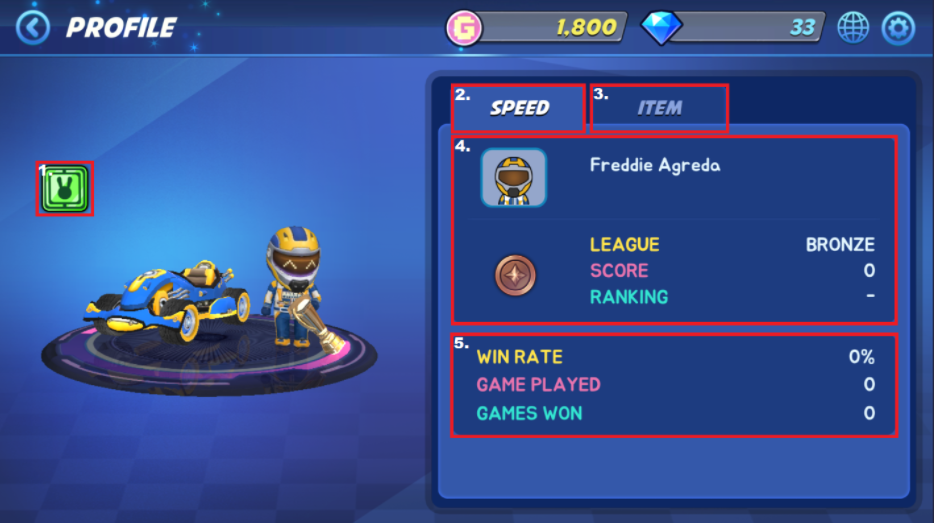 PROFILE
G 1,800
33
1.
2. SPEED
3. ITEM
4.
Freddie Agreda
LEAGUE BRONZE
SCORE 0
RANKING -
5.
WIN RATE 0%
GAME PLAYED 0
GAMES WON 0